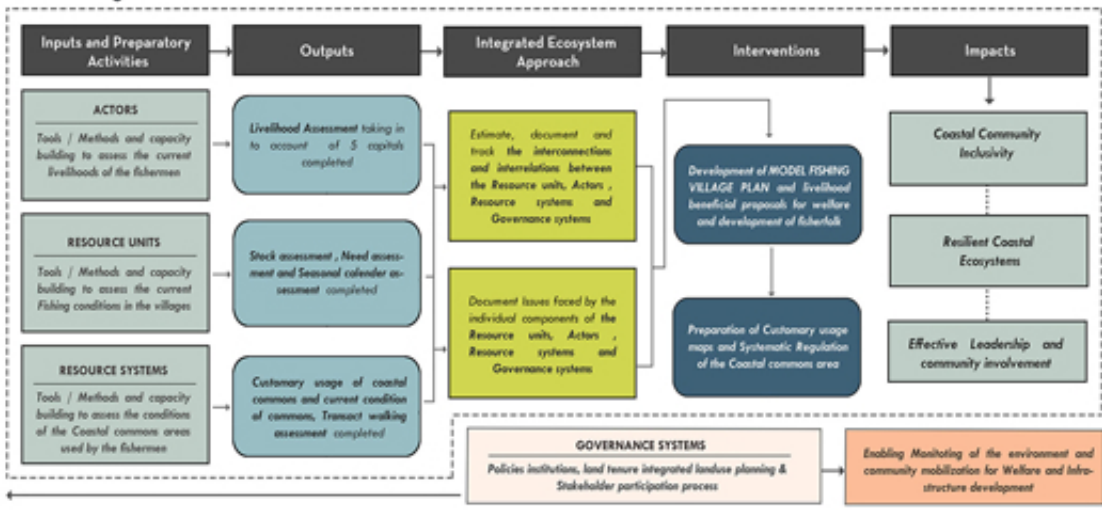 Inputs and Preparatory
Activities
Outputs
Integrated Ecosystem
Approach
Interventions
Impacts
ACTORS
Tools / Methods and capacity
building to assess the current
livelihoods of the fishermen
RESOURCE UNITS
Tools / Methods and capacity
building to assess the current
Fishing conditions in the villages
RESOURCE SYSTEMS
Tools / Methods and capacity
building to assess the conditions
of the Coastal commons areas
used by the fishermen
Livelihood Assessment taking in
to account of 5 capitals
completed
Stock assessment , Need assess-
ment and Seasonal calender as-
sessment completed
Customary usage of coastal
commons and current condition
of commons, Transact walking
assessment completed
Estimate, document and
track the interconnections
and interrelations between
the Resource units, Actors ,
Resource systems and
Governance systems
Document Issues faced by the
individual components of the
Resource units, Actors ,
Resource systems and
Governance systems
Development of MODEL FISHING
VILLAGE PLAN and livelihood
beneficial proposals for welfare
and development of fisherfolk
Preparation of Customary usage
maps and Systematic Regulation
of the Coastal commons area
Coastal Community
Inclusivity
Resilient Coastal
Ecosystems
Effective Leadership and
community involvement
GOVERNANCE SYSTEMS
Policies institutions, land tenure integrated landuse planning &
Stakeholder participation process
Enabling Monitoring of the environment and
community mobilization for Welfare and Infra-
structure development